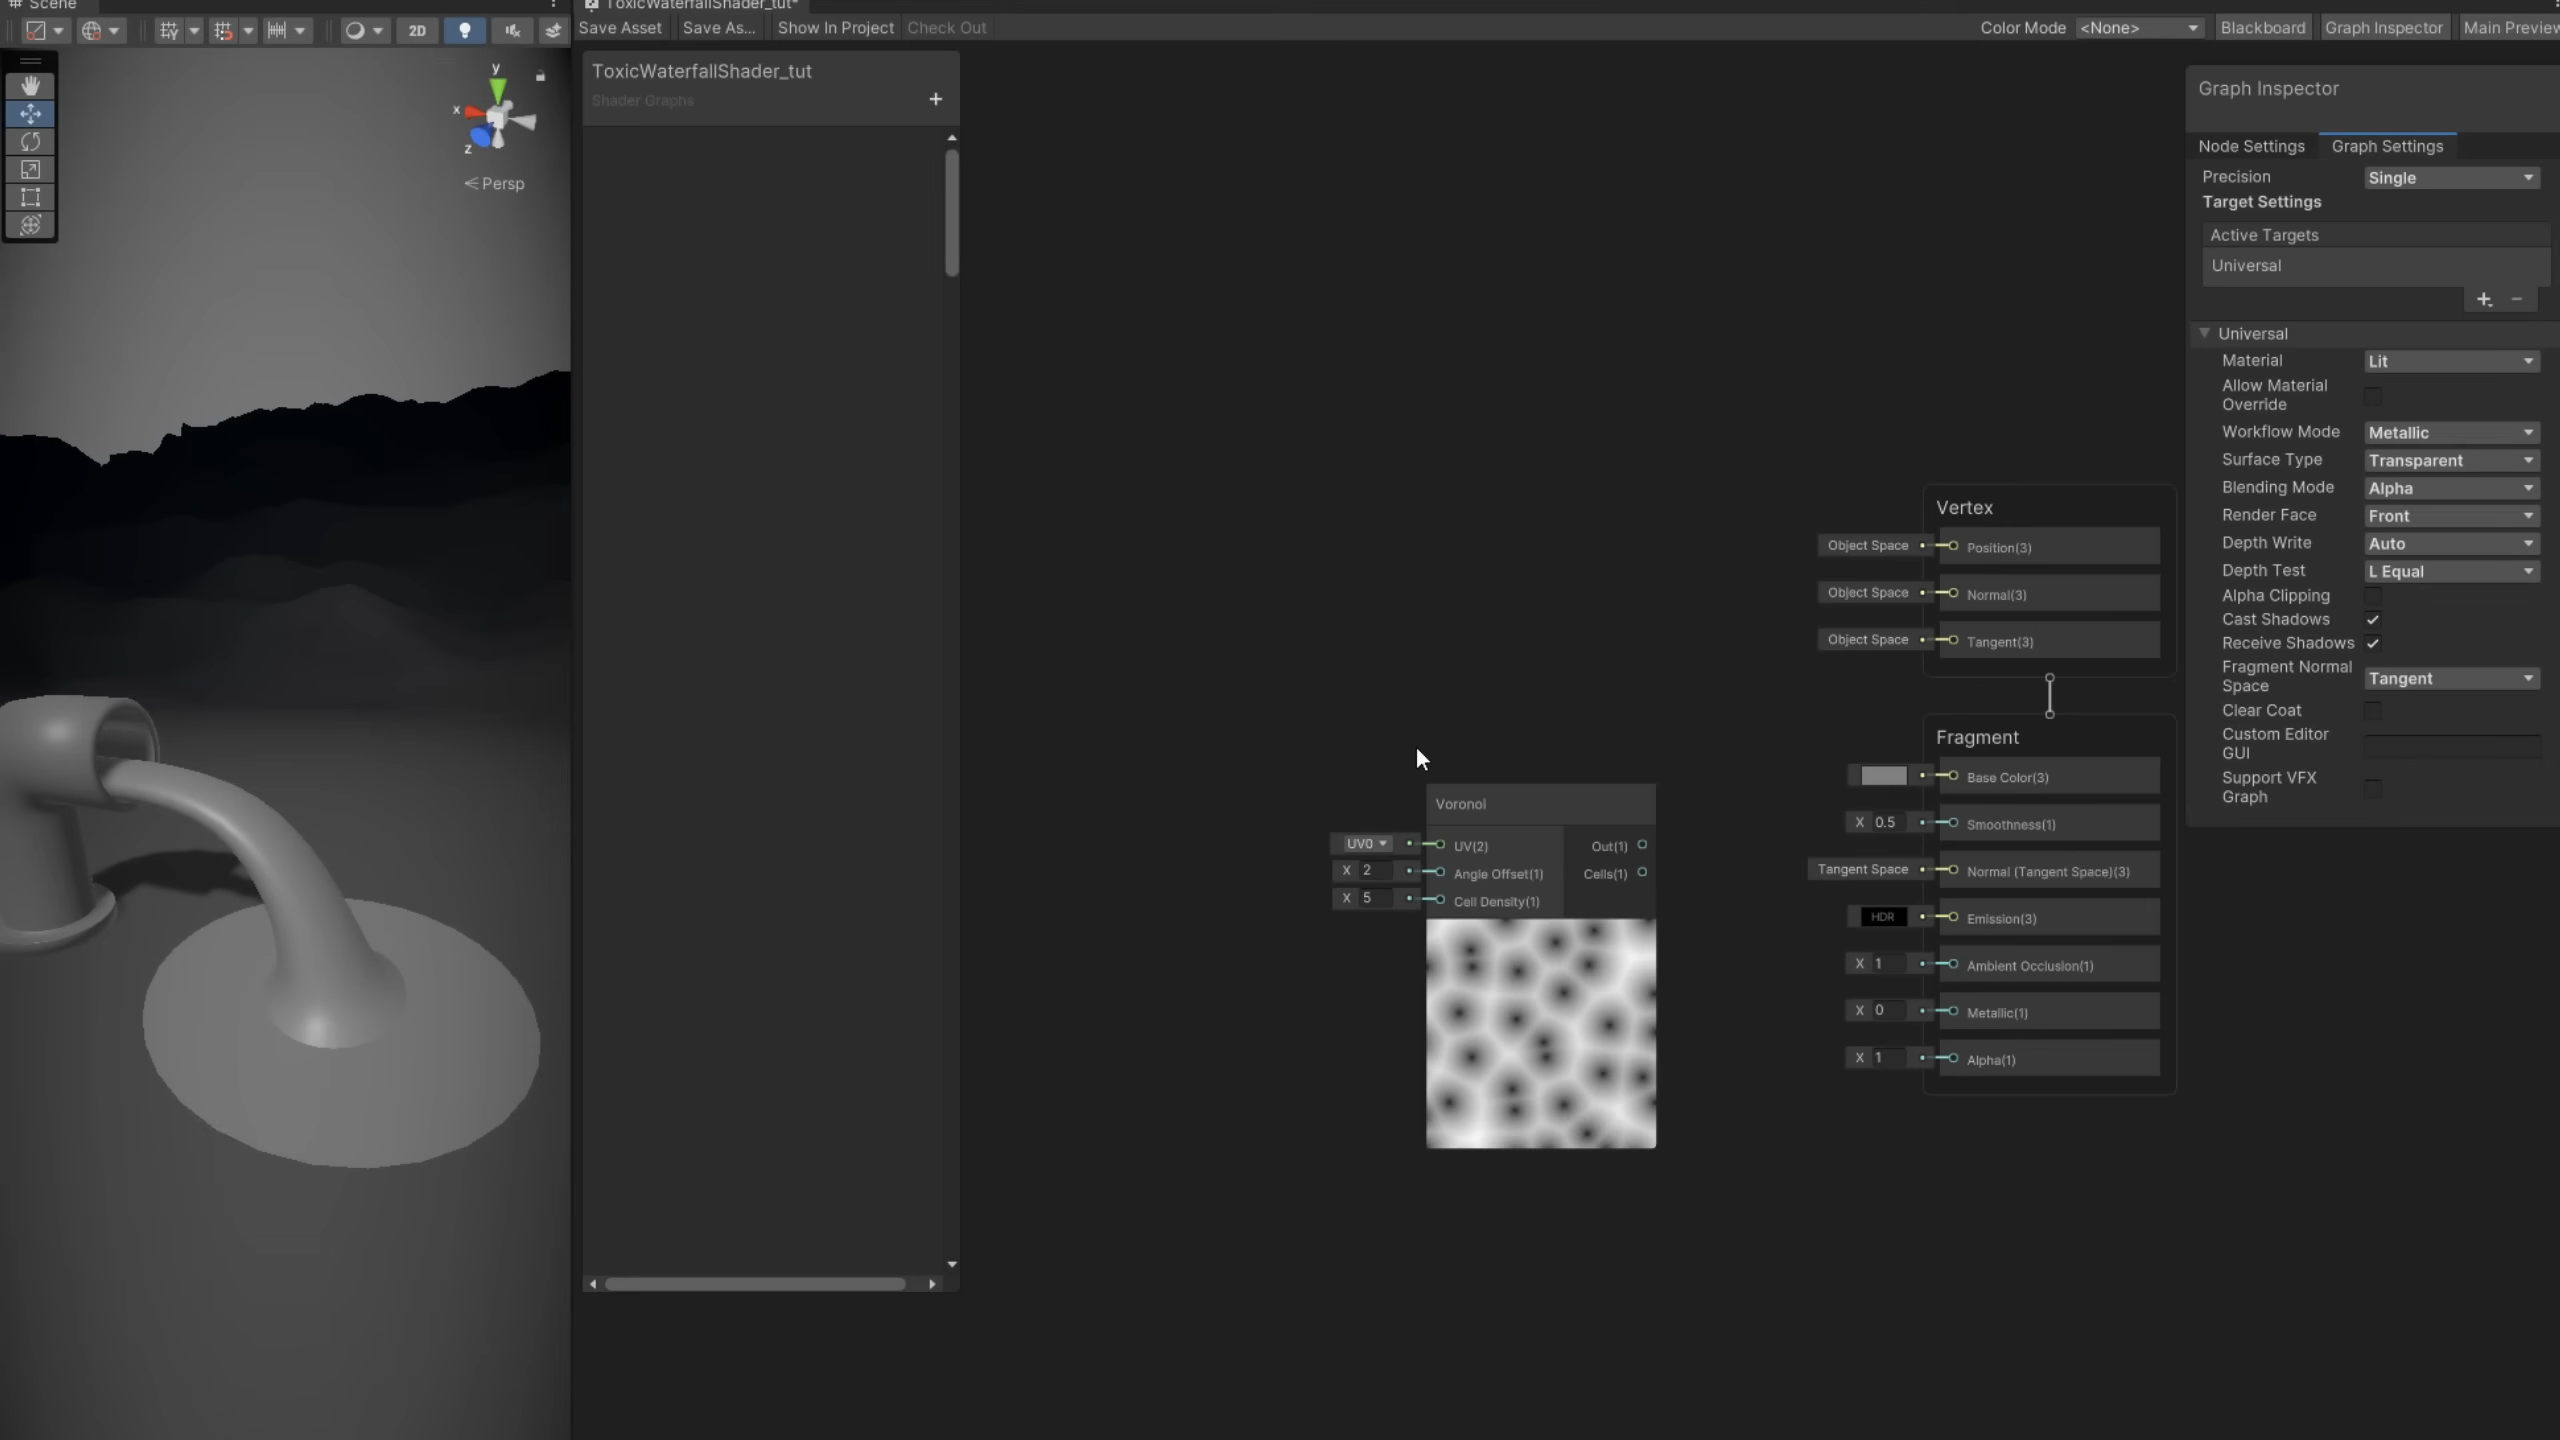 Scene
ToxicWaterfallShader_tut*
Save Asset
Save As...
Show In Project
Check Out
Color Mode
<None>
Blackboard
Graph Inspector
Main Preview
2D
y
x
z
Persp
ToxicWaterfallShader_tut
Shader Graphs
+
Graph Inspector
Node Settings
Graph Settings
Precision
Single
Target Settings
Active Targets
Universal
Universal
Material
Lit
Allow Material
Override
Workflow Mode
Metallic
Surface Type
Transparent
Blending Mode
Alpha
Render Face
Front
Depth Write
Auto
Depth Test
L Equal
Alpha Clipping
Cast Shadows
Receive Shadows
Fragment Normal
Space
Tangent
Clear Coat
Custom Editor
GUI
Support VFX
Graph
Vertex
Object Space
Position(3)
Object Space
Normal(3)
Object Space
Tangent(3)
Fragment
Base Color(3)
X 0.5
Smoothness(1)
Tangent Space
Normal (Tangent Space)(3)
HDR
Emission(3)
X 1
Ambient Occlusion(1)
X 0
Metallic(1)
X 1
Alpha(1)
Voronoi
UV0
UV(2)
Out(1)
X 2
Angle Offset(1)
Cells(1)
X 5
Cell Density(1)